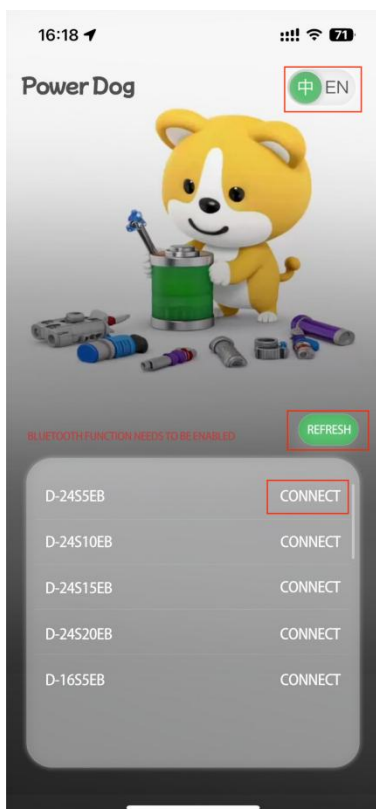 16:18
71
Power Dog
中 EN
BLUETOOTH FUNCTION NEEDS TO BE ENABLED
REFRESH
D-24S5EB CONNECT
D-24S10EB CONNECT
D-24S15EB CONNECT
D-24S20EB CONNECT
D-16S5EB CONNECT